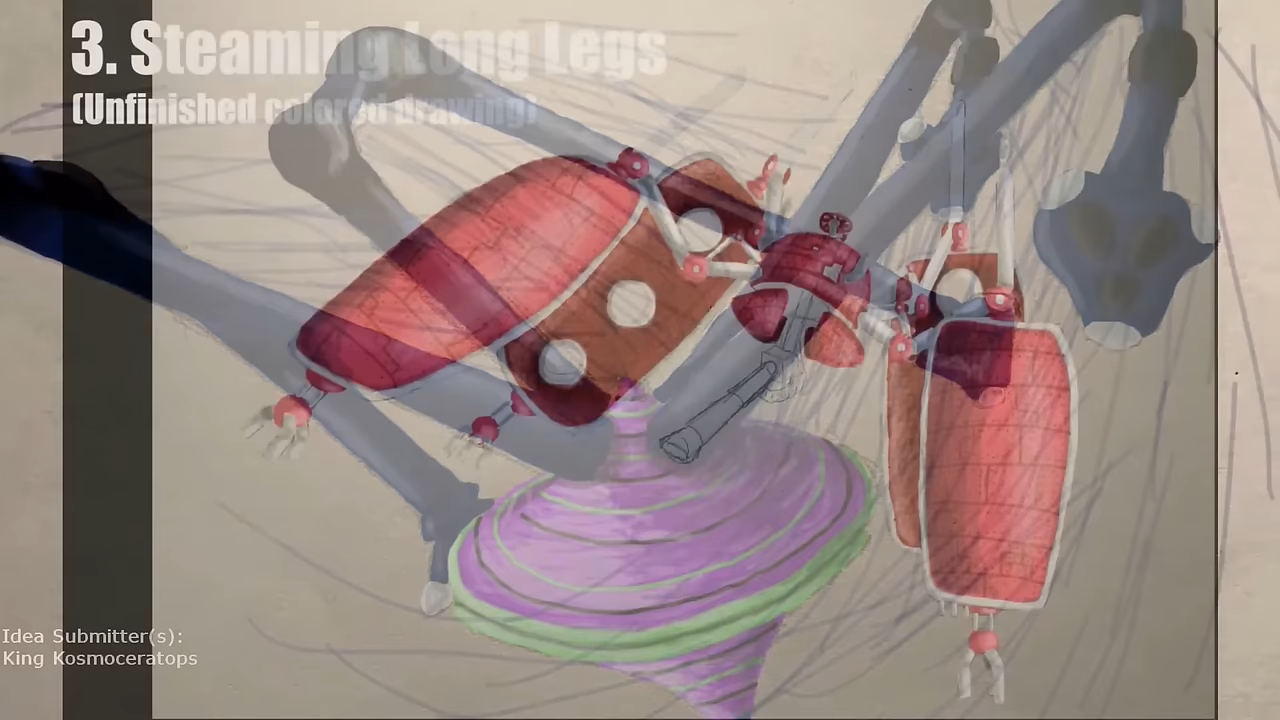 3. Steaming Long Legs
(Unfinished colored drawing)
Idea Submitter(s):
King Kosmoceratops